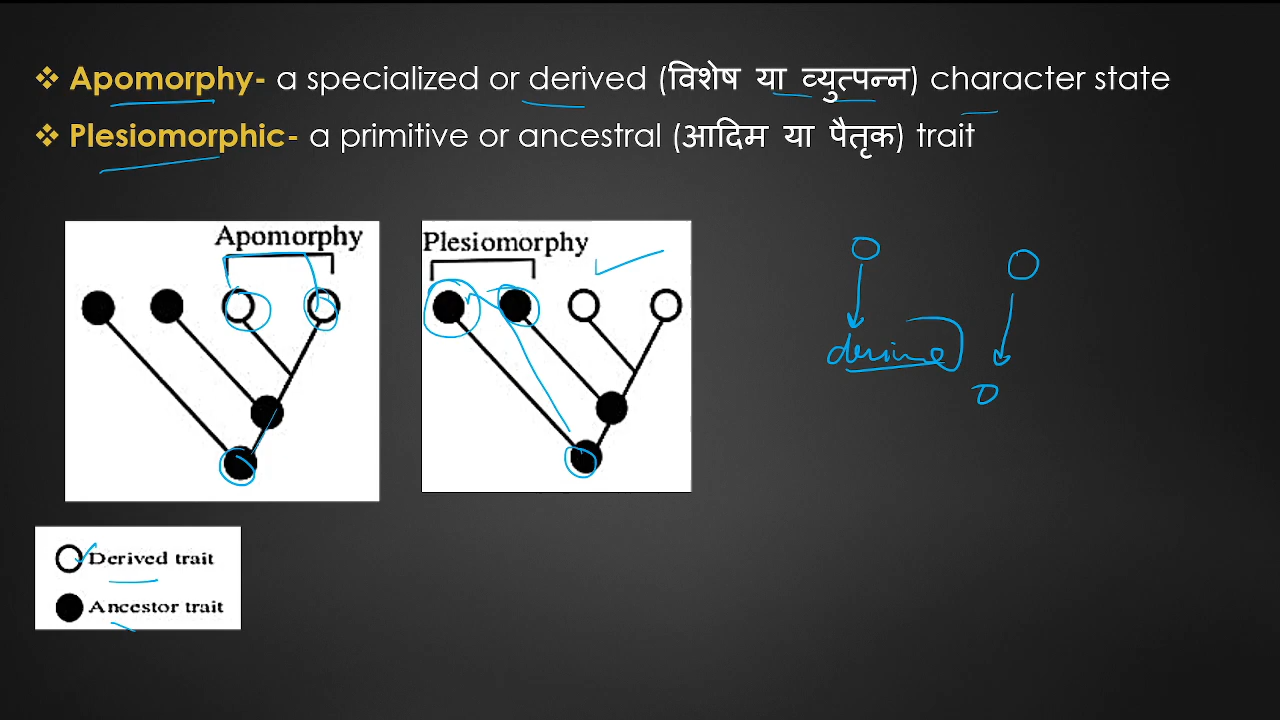 ❖ Apomorphy- a specialized or derived (विशेष या व्युत्पन्न) character state
❖ Plesiomorphic- a primitive or ancestral (आदिम या पैतृक) trait
Apomorphy
Plesiomorphy
Derived trait
Ancestor trait